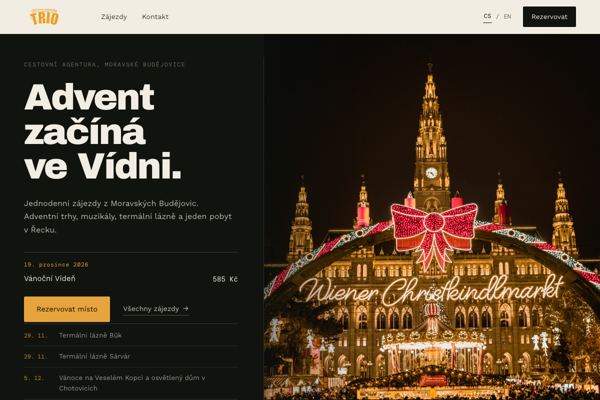 TRIO
Zájezdy
Kontakt
CS / EN
Rezervovat
CESTOVNÍ AGENTURA, MORAVSKÉ BUDĚJOVICE
Advent
začíná
ve Vídni.
Jednodenní zájezdy z Moravských Budějovic.
Adventní trhy, muzikály, termální lázně a jeden pobyt
v Řecku.
19. prosince 2026
Vánoční Vídeň
585 Kč
Rezervovat místo
Všechny zájezdy →
29. 11. Termální lázně Bük
29. 11. Termální lázně Sárvár
5. 12. Vánoce na Veselém Kopci a osvětlený dům v
Chotovicích
Wiener Christkindlmarkt